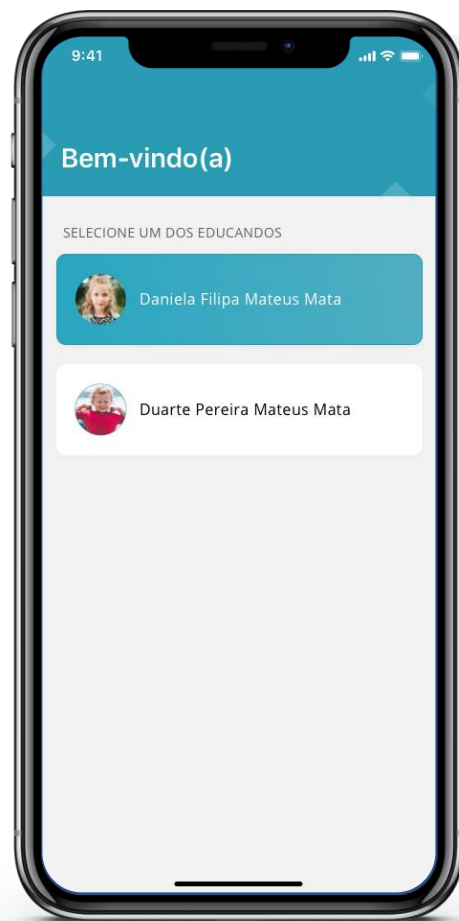 9:41
Bem-vindo(a)
SELECIONE UM DOS EDUCANDOS
Daniela Filipa Mateus Mata
Duarte Pereira Mateus Mata